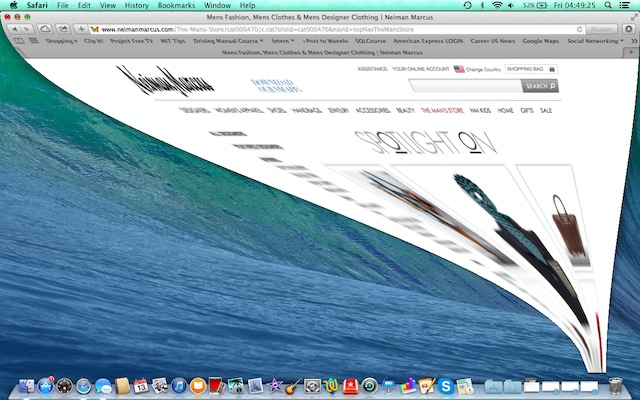 Safari File Edit View History Bookmarks Window Help 52% Fri 04:49:25
Mens Fashion, Mens Clothes & Mens Designer Clothing | Neiman Marcus
www.neimanmarcus.com/The-Mans-Store/cat000470/c.cat?siloId=cat000470&navid=topNavTheMansStore Reader
Shopping Clip It! Project Free TV MIT Tips Driving Manual Course Intern +Post to Wanelo SQLCourse American Express LOGIN Career US News Google Maps Social Networking
Mens Fashion, Mens Clothes & Mens Designer Clothing | Neiman Marcus
Neiman Marcus
DOWNLOAD
OUR NM APP
ASSISTANCE YOUR ONLINE ACCOUNT Change Country SHOPPING BAG
SEARCH
DESIGNERS WOMEN'S APPAREL SHOES HANDBAGS JEWELRY ACCESSORIES BEAUTY THE MAN'S STORE NM KIDS HOME GIFTS SALE
SPOTLIGHT ON
13